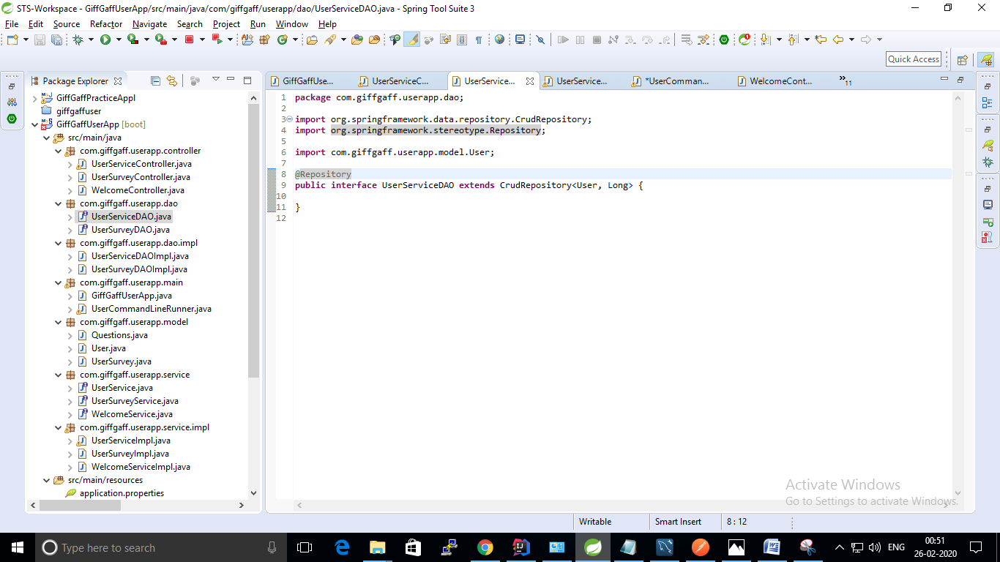 STS-Workspace - GiffGaffUserApp/src/main/java/com/giffgaff/userapp/dao/UserServiceDAO.java - Spring Tool Suite 3
File Edit Source Refactor Navigate Search Project Run Window Help
Quick Access
Package Explorer
GiffGaffUse...
UserServiceC...
UserService...
UserService...
*UserComman...
WelcomeCont...
»11
GiffGaffPracticeAppl
giffgaffuser
GiffGaffUserApp [boot]
src/main/java
com.giffgaff.userapp.controller
UserServiceController.java
UserSurveyController.java
WelcomeController.java
com.giffgaff.userapp.dao
UserServiceDAO.java
UserSurveyDAO.java
com.giffgaff.userapp.dao.impl
UserServiceDAOImpl.java
UserSurveyDAOImpl.java
com.giffgaff.userapp.main
GiffGaffUserApp.java
UserCommandLineRunner.java
com.giffgaff.userapp.model
Questions.java
User.java
UserSurvey.java
com.giffgaff.userapp.service
UserService.java
UserSurveyService.java
WelcomeService.java
com.giffgaff.userapp.service.impl
UserServiceImpl.java
UserSurveyImpl.java
WelcomeServiceImpl.java
src/main/resources
application.properties
1 package com.giffgaff.userapp.dao;
2
3 import org.springframework.data.repository.CrudRepository;
4 import org.springframework.stereotype.Repository;
5
6 import com.giffgaff.userapp.model.User;
7
8 @Repository
9 public interface UserServiceDAO extends CrudRepository<User, Long> {
10
11 }
12
Activate Windows
Go to Settings to activate Windows.
Writable Smart Insert 8 : 12
Type here to search
ENG
00:51
26-02-2020